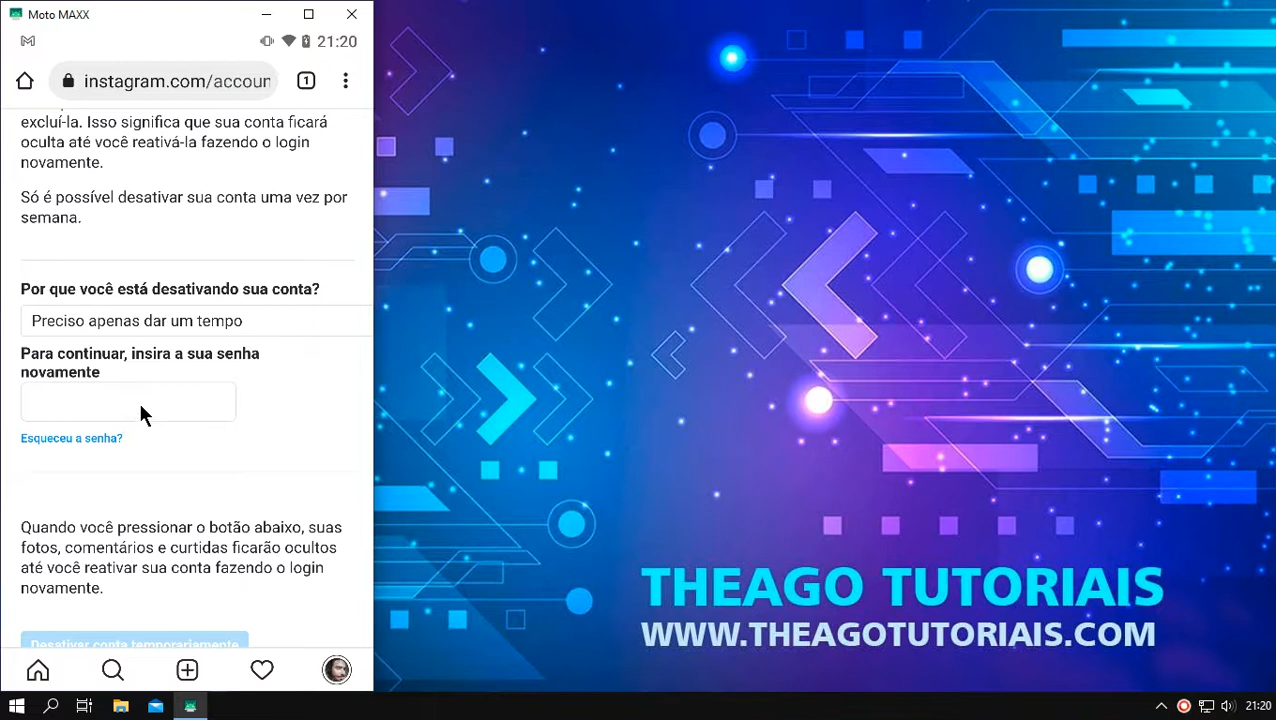 Moto MAXX
21:20
instagram.com/accoun
1
excluí-la. Isso significa que sua conta ficará
oculta até você reativá-la fazendo o login
novamente.
Só é possível desativar sua conta uma vez por
semana.
Por que você está desativando sua conta?
Preciso apenas dar um tempo
Para continuar, insira a sua senha
novamente
Esqueceu a senha?
Quando você pressionar o botão abaixo, suas
fotos, comentários e curtidas ficarão ocultos
até você reativar sua conta fazendo o login
novamente.
Desativar conta temporariamente
THEAGO TUTORIAIS
WWW.THEAGOTUTORIAIS.COM
21:20